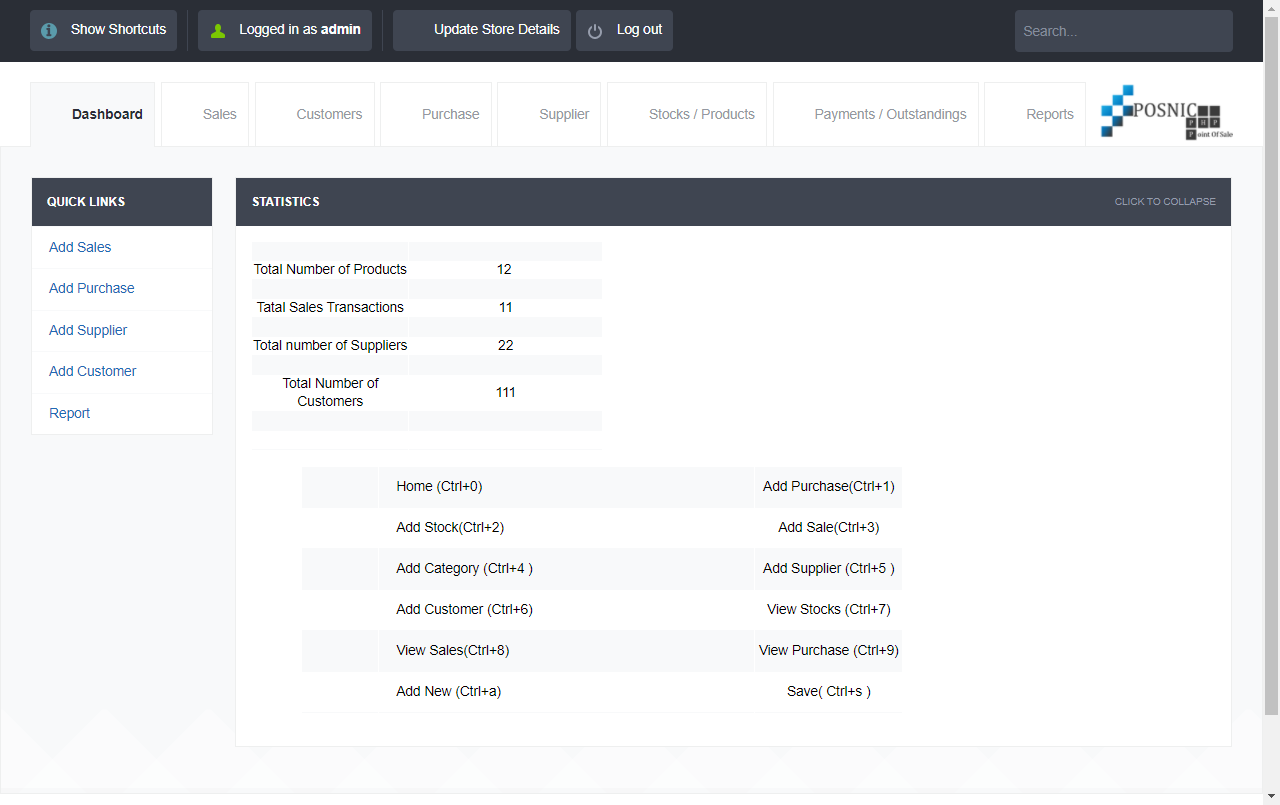 Show Shortcuts
Logged in as admin
Update Store Details
Log out
Search...
Dashboard
Sales
Customers
Purchase
Supplier
Stocks / Products
Payments / Outstandings
Reports
POSNIC
PHP
Point Of Sale
QUICK LINKS
Add Sales
Add Purchase
Add Supplier
Add Customer
Report
STATISTICS
CLICK TO COLLAPSE
Total Number of Products 12
Tatal Sales Transactions 11
Total number of Suppliers 22
Total Number of
Customers 111
Home (Ctrl+0) Add Purchase(Ctrl+1)
Add Stock(Ctrl+2) Add Sale(Ctrl+3)
Add Category (Ctrl+4 ) Add Supplier (Ctrl+5 )
Add Customer (Ctrl+6) View Stocks (Ctrl+7)
View Sales(Ctrl+8) View Purchase (Ctrl+9)
Add New (Ctrl+a) Save( Ctrl+s )